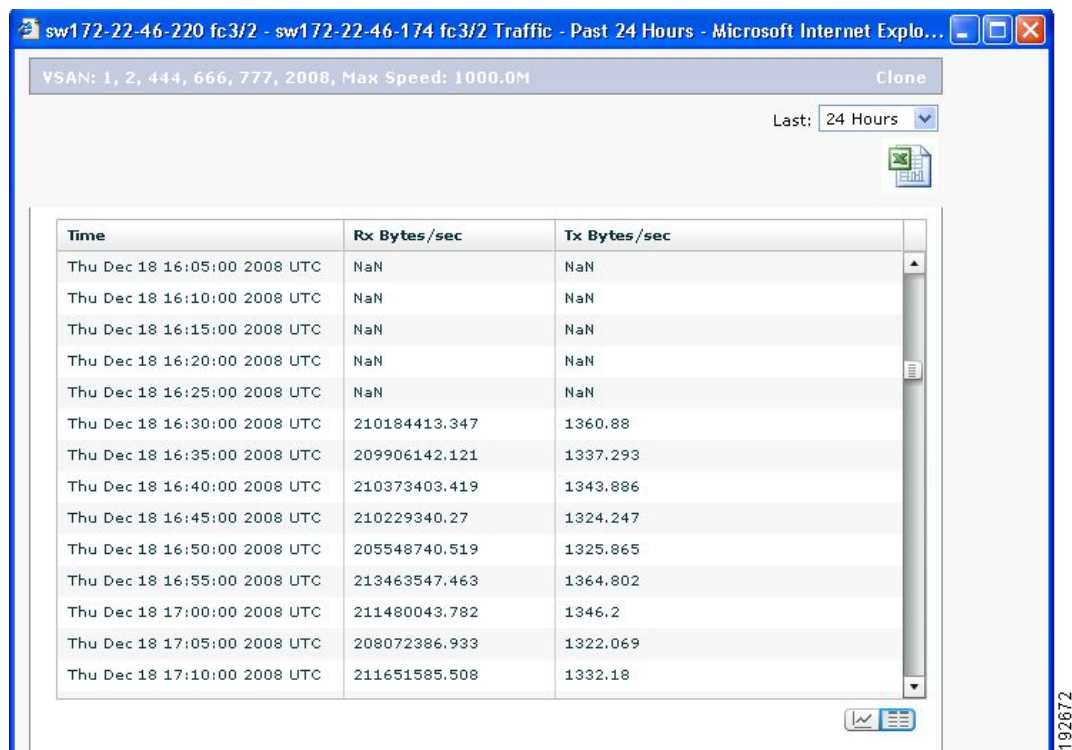 sw172-22-46-220 fc3/2 - sw172-22-46-174 fc3/2 Traffic - Past 24 Hours - Microsoft Internet Explo...
VSAN: 1, 2, 444, 666, 777, 2008, Max Speed: 1000.0M Clone
Last: 24 Hours
Time Rx Bytes/sec Tx Bytes/sec
Thu Dec 18 16:05:00 2008 UTC NaN NaN
Thu Dec 18 16:10:00 2008 UTC NaN NaN
Thu Dec 18 16:15:00 2008 UTC NaN NaN
Thu Dec 18 16:20:00 2008 UTC NaN NaN
Thu Dec 18 16:25:00 2008 UTC NaN NaN
Thu Dec 18 16:30:00 2008 UTC 210184413.347 1360.88
Thu Dec 18 16:35:00 2008 UTC 209906142.121 1337.293
Thu Dec 18 16:40:00 2008 UTC 210373403.419 1343.886
Thu Dec 18 16:45:00 2008 UTC 210229340.27 1324.247
Thu Dec 18 16:50:00 2008 UTC 205548740.519 1325.865
Thu Dec 18 16:55:00 2008 UTC 213463547.463 1364.802
Thu Dec 18 17:00:00 2008 UTC 211480043.782 1346.2
Thu Dec 18 17:05:00 2008 UTC 208072386.933 1322.069
Thu Dec 18 17:10:00 2008 UTC 211651585.508 1332.18
192672